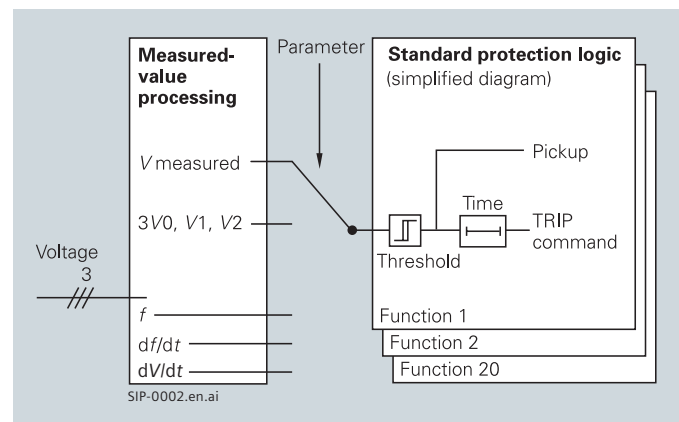 Measured-
value
processing
Parameter
Standard protection logic
(simplified diagram)
V measured
3V0, V1, V2
Voltage
3
f
df/dt
dV/dt
Pickup
Time
TRIP
command
Threshold
Function 1
Function 2
Function 20
SIP-0002.en.ai